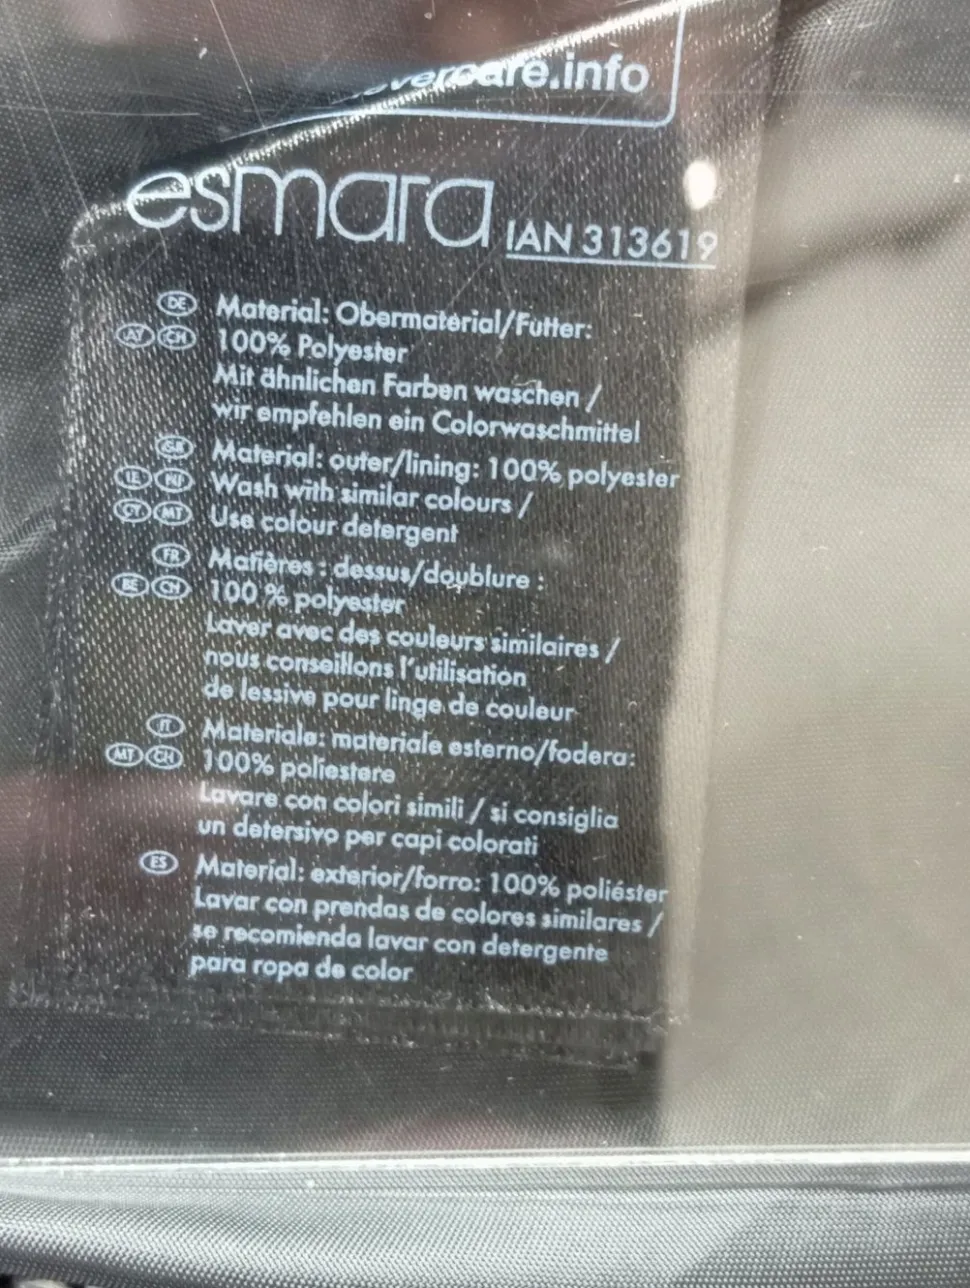 care.info
esmara IAN 313619
DE Material: Obermaterial/Futter:
AT CH 100% Polyester
Mit ähnlichen Farben waschen /
wir empfehlen ein Colorwaschmittel
GB Material: outer/lining: 100% polyester
IE NI Wash with similar colours /
CY MT Use colour detergent
FR Matières : dessus/doublure :
BE CH 100 % polyester
Laver avec des couleurs similaires /
nous conseillons l'utilisation
de lessive pour linge de couleur
IT Materiale: materiale esterno/fodera:
MT CH 100% poliestere
Lavare con colori simili / si consiglia
un detersivo per capi colorati
ES Material: exterior/forro: 100% poliéster
Lavar con prendas de colores similares /
se recomienda lavar con detergente
para ropa de color